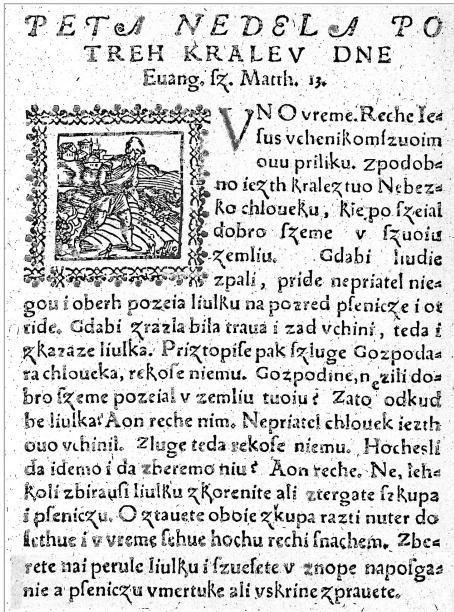 PETA NEDELA PO
TREH KRALEV DNE
Euang. ſz. Matth. 13.
VNO vreme. Reche Ie=
ſus vchenikom ſzuoim
ouu priliku. Zpodob=
no iezth kraleztuo Nebez=
ko chloueku, kie po ſzeial
dobro ſzeme v ſzuoiu
zemliu. Gdabi liudie
zpali, pride nepriatel nie=
gou i oberh pozeia liulku na pozred pſenicze i ot
tide. Gdabi zrazla bila traua i zad vchini, teda i
zkazaze liulka. Priztopiſe pak ſzluge Gozpoda=
ra chloueka, rekoſe niemu. Gozpodine, nezili do=
bro ſzeme pozeial v zemliu tuoiu? Zato odkud
be liulka? Aon reche nim. Nepriatel chlouek iezth
ouo vchinil. Zluge teda rekoſe niemu. Hocheſli
da idemo i da zberemo niu? Aon reche. Ne, leh=
koli zbirauſi liulku zkorenite ali ztergate ſzkupa
i pſeniczu. Oztauete oboie zkupa razti nuter do
ſethue i v vreme ſehue hochu rechi ſnachem. Zbe=
rete nai perule liulku i ſzueſete v znope napoſga=
nie a pſeniczu vmertuke ali vskrine zprauete.